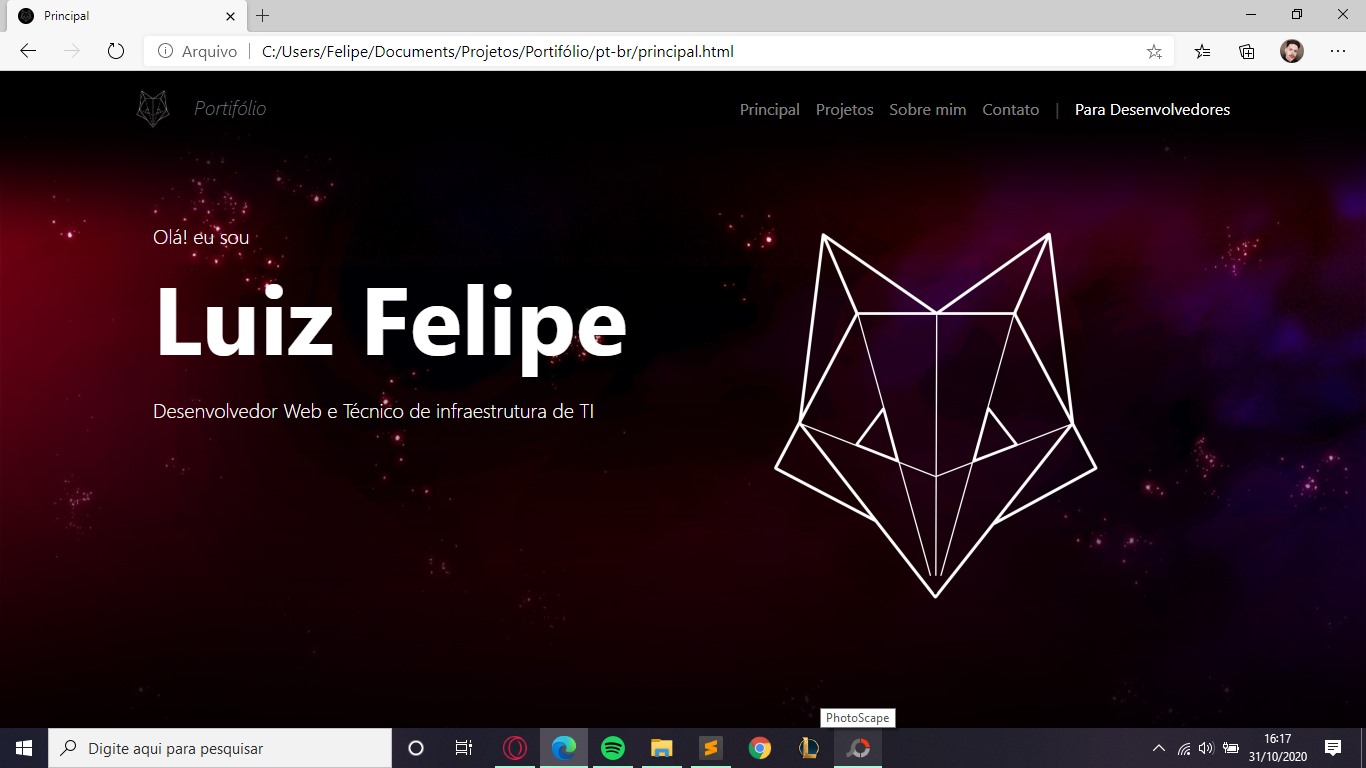 Principal
Arquivo
C:/Users/Felipe/Documents/Projetos/Portifólio/pt-br/principal.html
Portifólio
Principal Projetos Sobre mim Contato | Para Desenvolvedores
Olá! eu sou
Luiz Felipe
Desenvolvedor Web e Técnico de infraestrutura de TI
PhotoScape
Digite aqui para pesquisar
16:17
31/10/2020